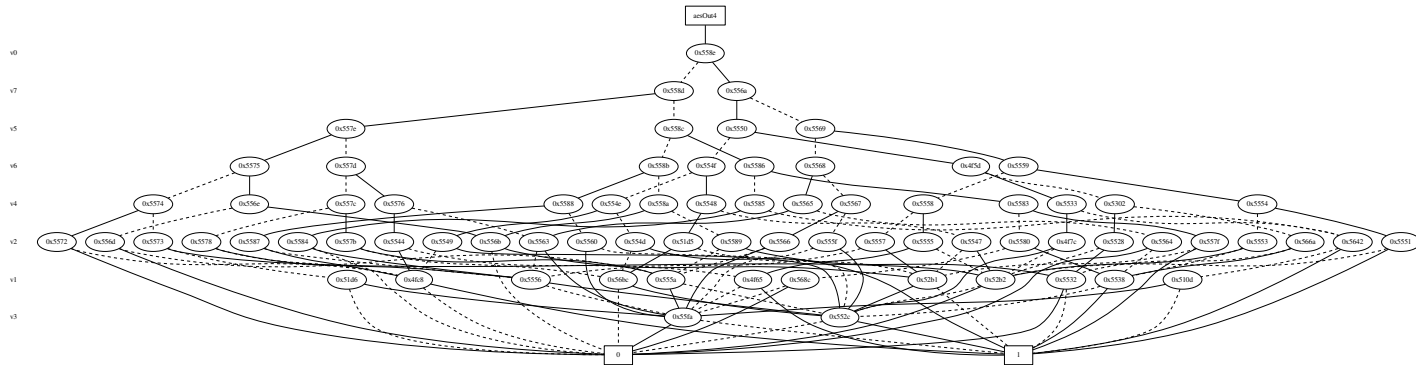 aesOut4
v0 0x558e
v7 0x558d 0x556a
v5 0x557e 0x558c 0x5550 0x5569
v6 0x5575 0x557d 0x558b 0x554f 0x5586 0x5568 0x4f5d 0x5559
v4 0x5574 0x556e 0x557c 0x5576 0x5588 0x554e 0x558a 0x5548 0x5585 0x5565 0x5567 0x5558 0x5583 0x5533 0x5302 0x5554
v2 0x5572 0x556d 0x5573 0x5578 0x5587 0x5584 0x557b 0x5544 0x5549 0x556b 0x5563 0x5560 0x554d 0x51d5 0x5589 0x5566 0x555f 0x5557 0x5555 0x5547 0x5580 0x4f7c 0x5528 0x5564 0x557f 0x5553 0x566a 0x5642 0x5551
v1 0x51d6 0x4fc8 0x5556 0x56bc 0x555a 0x4f65 0x568c 0x52b1 0x52b2 0x5532 0x5538 0x510d
v3 0x55fa 0x552c
0 1